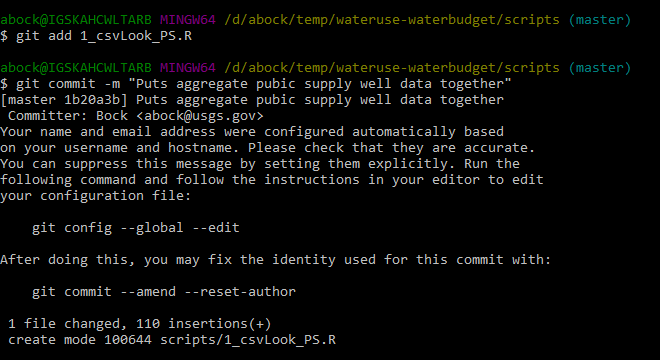 abock@IGSKAHCWLTARB MINGW64 /d/abock/temp/wateruse-waterbudget/scripts (master)
$ git add 1_csvLook_PS.R
abock@IGSKAHCWLTARB MINGW64 /d/abock/temp/wateruse-waterbudget/scripts (master)
$ git commit -m "Puts aggregate pubic supply well data together"
[master 1b20a3b] Puts aggregate pubic supply well data together
 Committer: Bock <abock@usgs.gov>
Your name and email address were configured automatically based
on your username and hostname. Please check that they are accurate.
You can suppress this message by setting them explicitly. Run the
following command and follow the instructions in your editor to edit
your configuration file:
    git config --global --edit
After doing this, you may fix the identity used for this commit with:
    git commit --amend --reset-author
 1 file changed, 110 insertions(+)
 create mode 100644 scripts/1_csvLook_PS.R